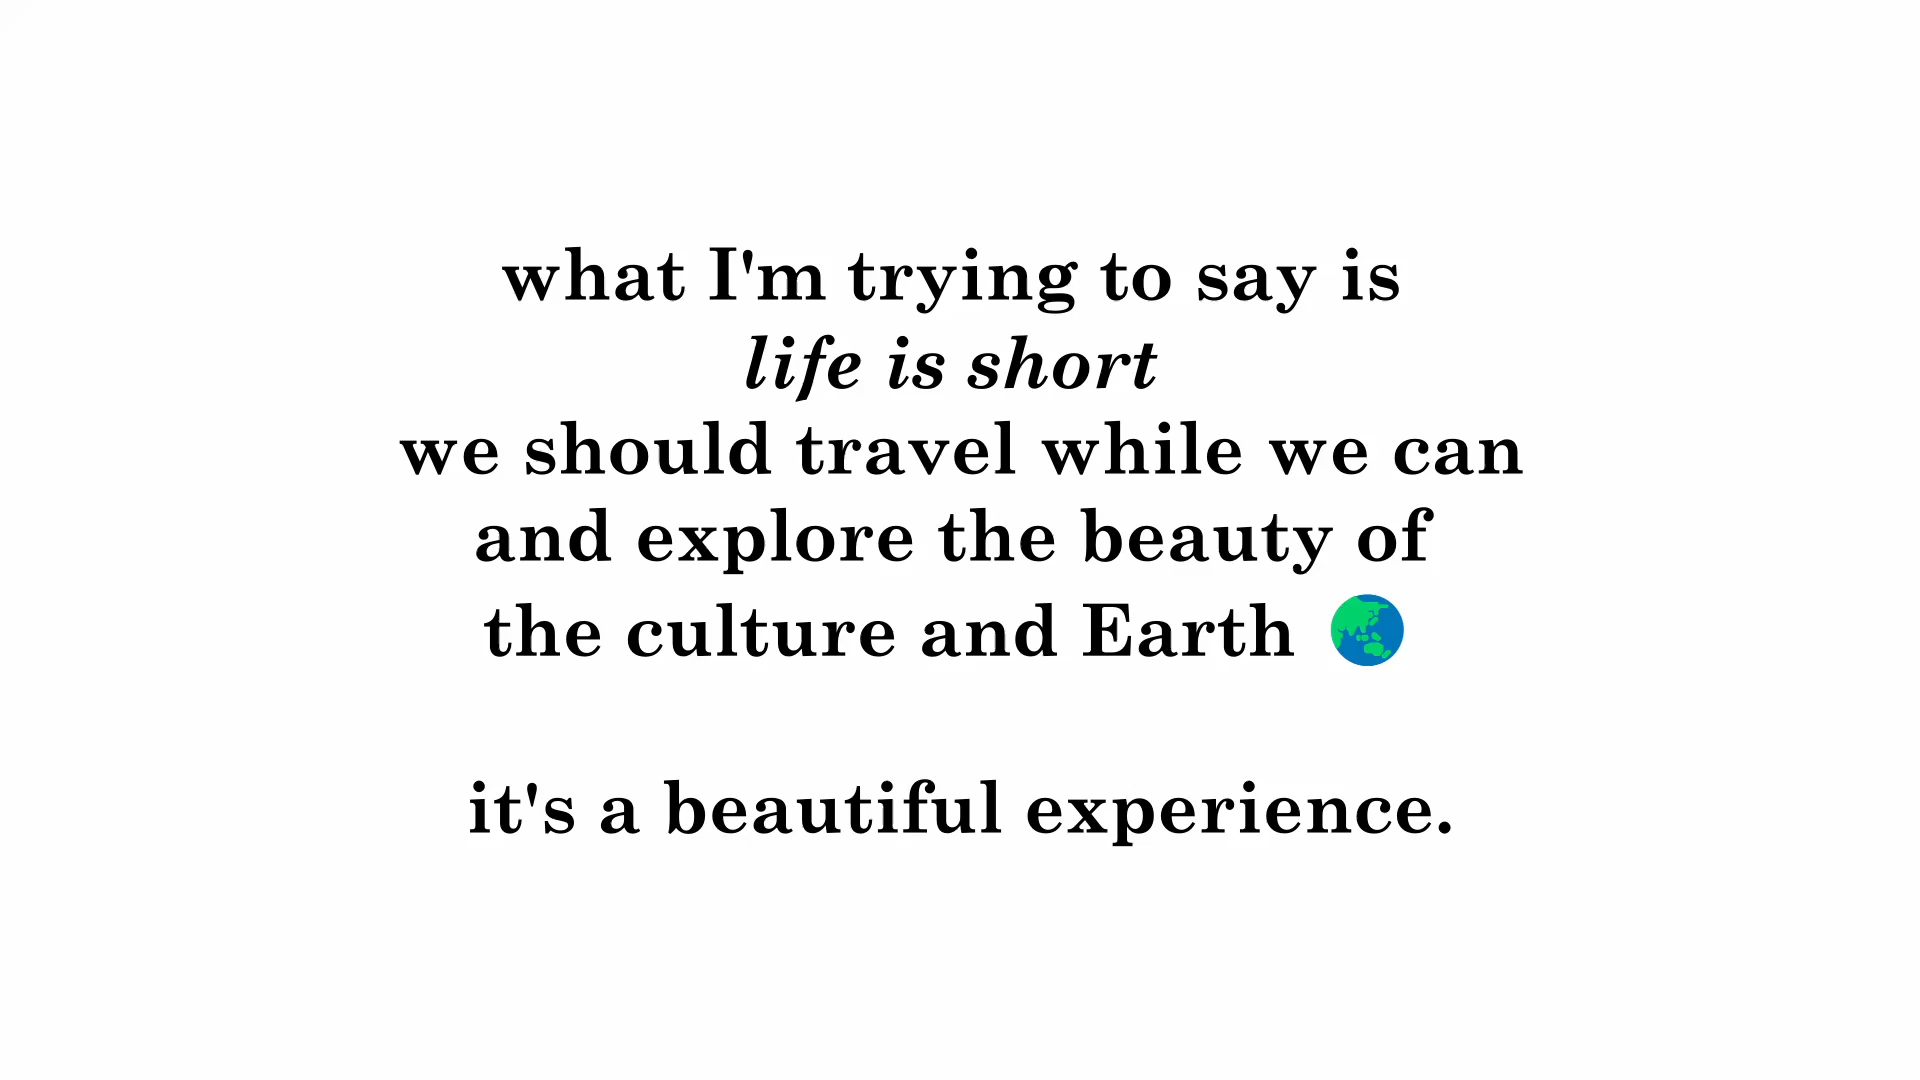 what I'm trying to say is
life is short
we should travel while we can
and explore the beauty of
the culture and Earth 🌏
it's a beautiful experience.